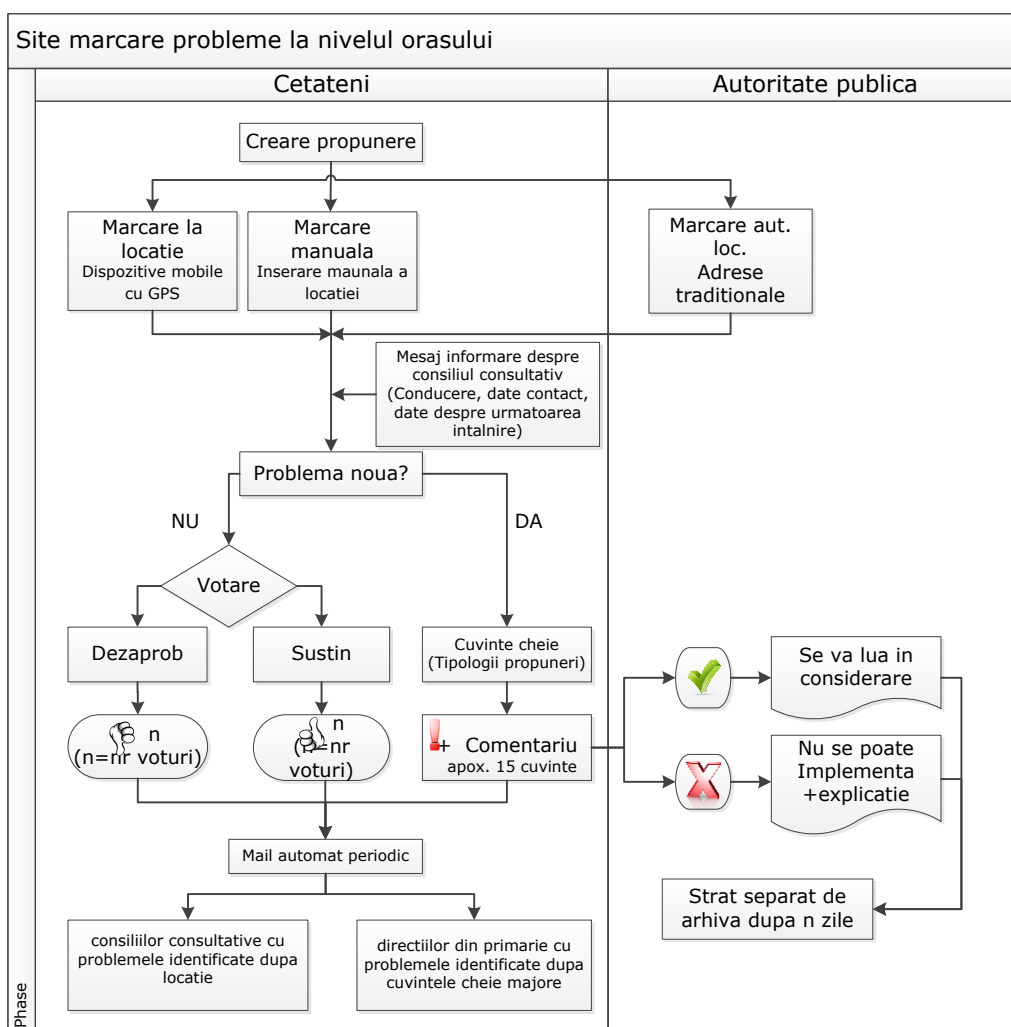 Site marcare probleme la nivelul orasului
Cetateni
Autoritate publica
Creare propunere
Marcare la
locatie
Dispozitive mobile
cu GPS
Marcare
manuala
Inserare maunala a
locatiei
Marcare aut.
loc.
Adrese
traditionale
Mesaj informare despre
consiliul consultativ
(Conducere, date contact,
date despre urmatoarea
intalnire)
Problema noua?
NU
DA
Votare
Dezaprob
Sustin
Cuvinte cheie
(Tipologii propuneri)
n
(n=nr voturi)
n
(n=nr
voturi)
+ Comentariu
apox. 15 cuvinte
Se va lua in
considerare
Nu se poate
Implementa
+explicatie
Mail automat periodic
Strat separat de
arhiva dupa n zile
consiliilor consultative cu
problemele identificate dupa
locatie
directiilor din primarie cu
problemele identificate dupa
cuvintele cheie majore
Phase